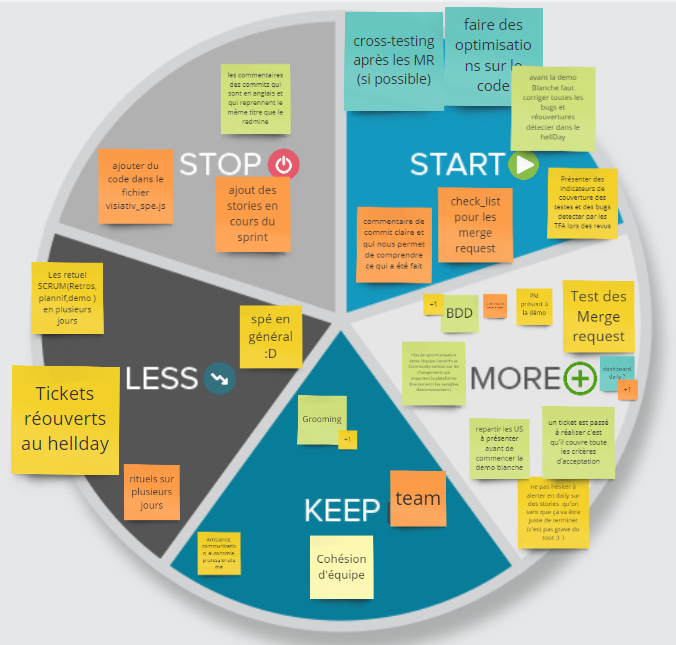 STOP
les commentaires
des commits qui
sont en anglais et
qui reprennent le
même titre que le
redmine
ajouter du
code dans le
fichier
visiativ_spe.js
ajout des
stories en
cours du
sprint
START
cross-testing
après les MR
(si possible)
faire des
optimisatio
ns sur le
code
avant la demo
Blanche faut
corriger toutes les
bugs et
réouvertures
détecter dans le
hellDay
Présenter des
indicateurs de
couverture des
testes et des bugs
detecter par les
TFA lors des revus
check_list
pour les
merge
request
commentaire de
commit claire et
qui nous permet
de comprendre
ce qui a été fait
LESS
Les retuel
SCRUM(Retros,
plannif,demo )
en plusieurs
jours
spé en
général
:D
Tickets
réouverts
au hellday
rituels sur
plusieurs
jours
MORE
+1
BDD
PM
présent à
la démo
Test des
Merge
request
dashboard
daily ?
+1
repartir les US
à présenter
avant de
commencer la
demo blanche
un ticket est passé
à réaliser c'est
qu'il couvre toute
les critères
d'acceptation
ne pas hésiter à
alerter en daily sur
des stories qu'on
sent que ça va être
juste de terminer
(c'est pas grave du
tour :) )
KEEP
Grooming
+1
team
Cohésion
d'équipe